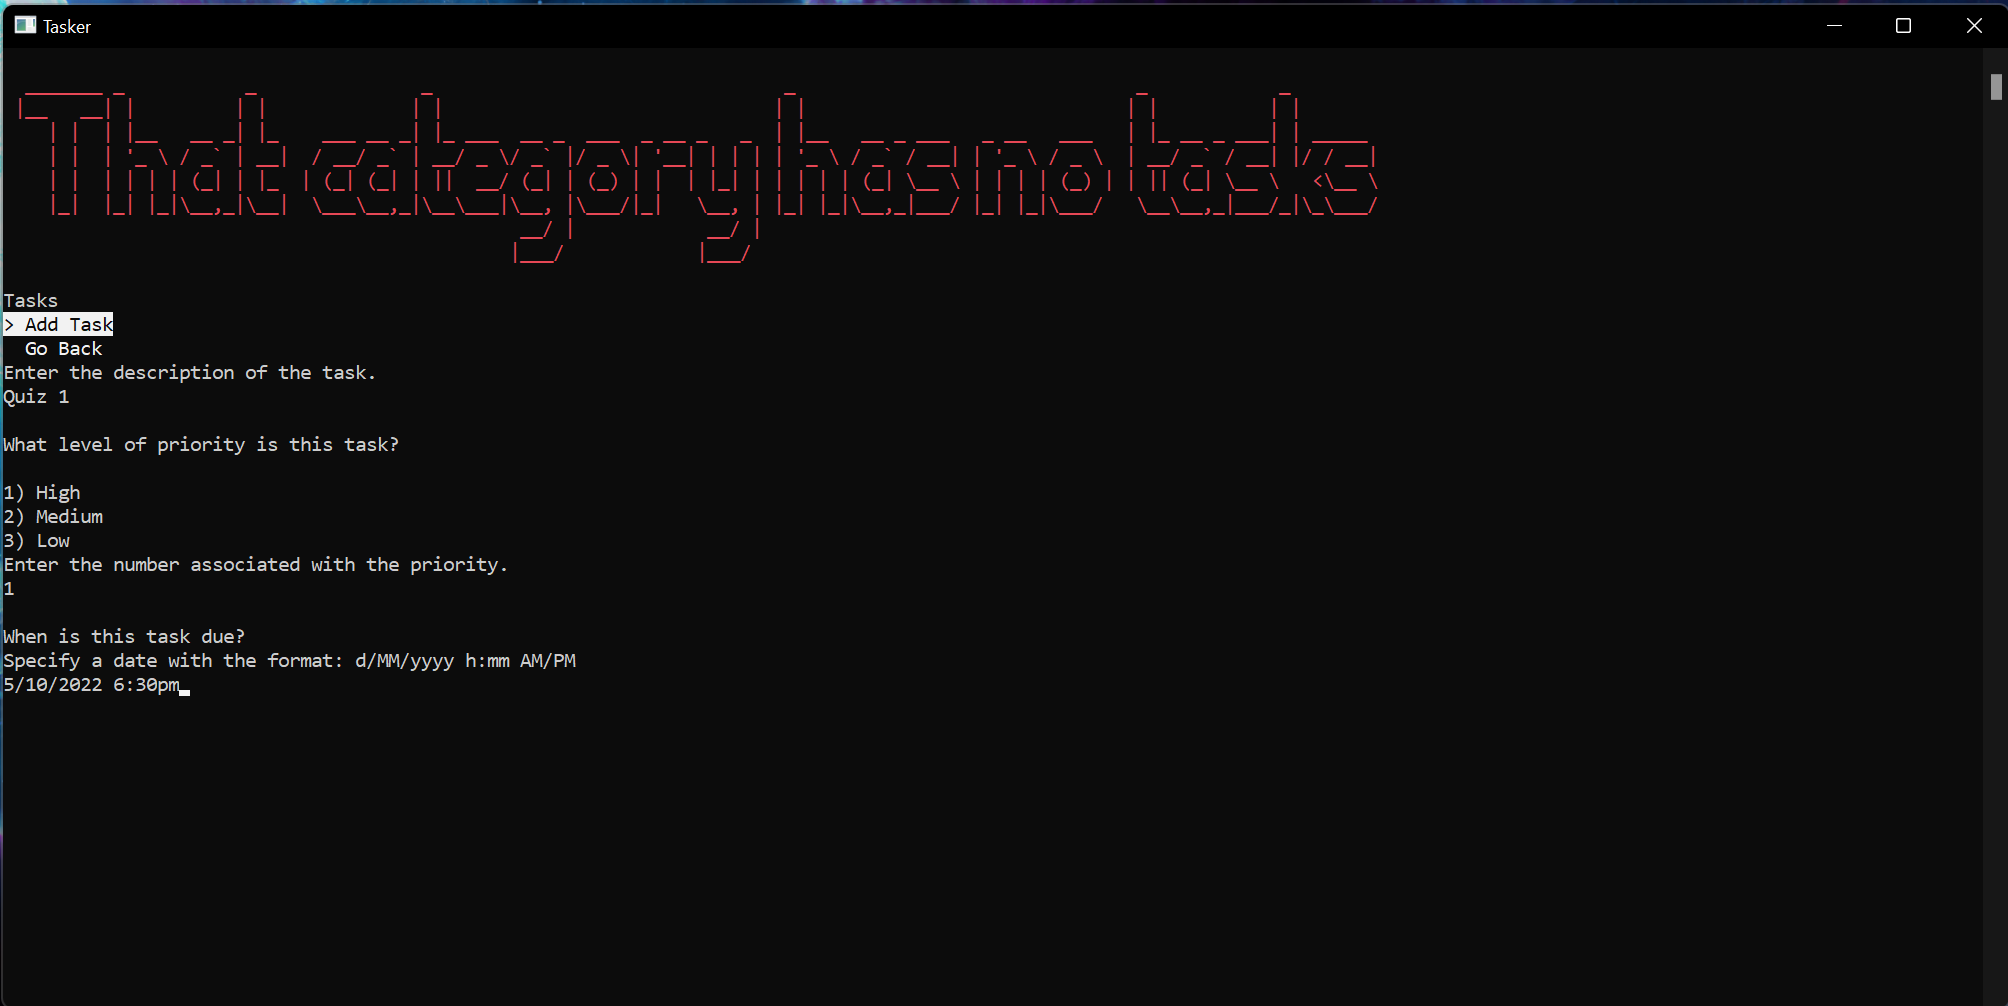 Tasker
That category has no tasks
Tasks
> Add Task
Go Back
Enter the description of the task.
Quiz 1
What level of priority is this task?
1) High
2) Medium
3) Low
Enter the number associated with the priority.
1
When is this task due?
Specify a date with the format: d/MM/yyyy h:mm AM/PM
5/10/2022 6:30pm